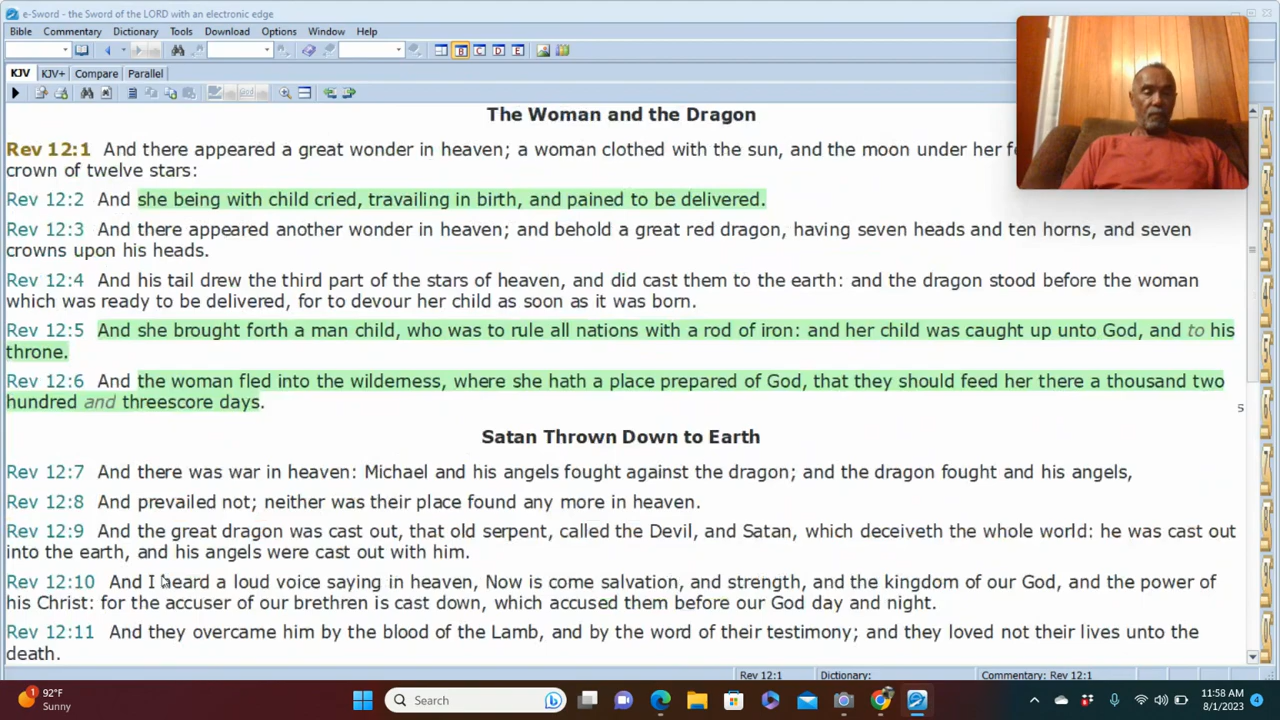 e-Sword - the Sword of the LORD with an electronic edge
Bible Commentary Dictionary Tools Download Options Window Help
B C D E
KJV KJV+ Compare Parallel
God
The Woman and the Dragon
Rev 12:1 And there appeared a great wonder in heaven; a woman clothed with the sun, and the moon under her
crown of twelve stars:
Rev 12:2 And she being with child cried, travailing in birth, and pained to be delivered.
Rev 12:3 And there appeared another wonder in heaven; and behold a great red dragon, having seven heads and ten horns, and seven
crowns upon his heads.
Rev 12:4 And his tail drew the third part of the stars of heaven, and did cast them to the earth: and the dragon stood before the woman
which was ready to be delivered, for to devour her child as soon as it was born.
Rev 12:5 And she brought forth a man child, who was to rule all nations with a rod of iron: and her child was caught up unto God, and to his
throne.
Rev 12:6 And the woman fled into the wilderness, where she hath a place prepared of God, that they should feed her there a thousand two
hundred and threescore days.
s
Satan Thrown Down to Earth
Rev 12:7 And there was war in heaven: Michael and his angels fought against the dragon; and the dragon fought and his angels,
Rev 12:8 And prevailed not; neither was their place found any more in heaven.
Rev 12:9 And the great dragon was cast out, that old serpent, called the Devil, and Satan, which deceiveth the whole world: he was cast out
into the earth, and his angels were cast out with him.
Rev 12:10 And I heard a loud voice saying in heaven, Now is come salvation, and strength, and the kingdom of our God, and the power of
his Christ: for the accuser of our brethren is cast down, which accused them before our God day and night.
Rev 12:11 And they overcame him by the blood of the Lamb, and by the word of their testimony; and they loved not their lives unto the
death.
Rev 12:1 Dictionary: Commentary: Rev 12:1
1
92°F
Sunny
Search
11:58 AM
8/1/2023
4